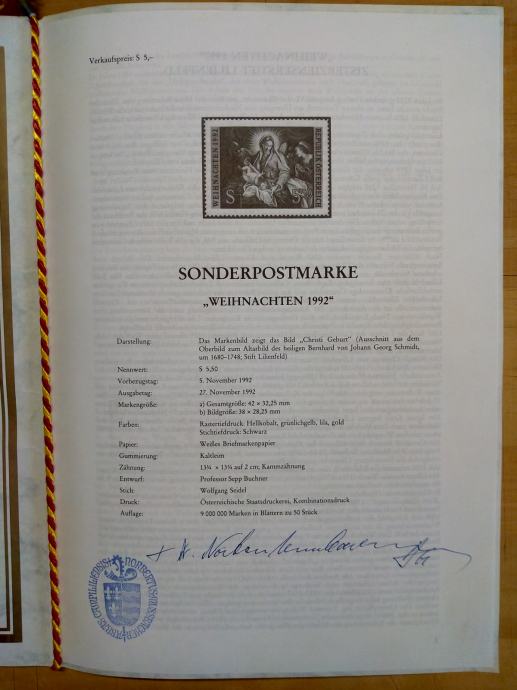 Verkaufspreis: S 5,–
WEIHNACHTEN 1992
REPUBLIK ÖSTERREICH
S 5.50
SONDERPOSTMARKE
„WEIHNACHTEN 1992“
Darstellung: Das Markenbild zeigt das Bild „Christi Geburt“ (Ausschnitt aus dem
Oberbild zum Altarbild des heiligen Bernhard von Johann Georg Schmidt,
um 1680–1748; Stift Lilienfeld)
Nennwert: S 5,50
Vorbezugstag: 5. November 1992
Ausgabetag: 27. November 1992
Markengröße: a) Gesamtgröße: 42 × 32,25 mm
b) Bildgröße: 38 × 28,25 mm
Farben: Rastertiefdruck: Hellkobalt, grünlichgelb, lila, gold
Stichtiefdruck: Schwarz
Papier: Weißes Briefmarkenpapier
Gummierung: Kaltleim
Zähnung: 13¾ × 13¾ auf 2 cm; Kammzähnung
Entwurf: Professor Sepp Buchner
Stich: Wolfgang Seidel
Druck: Österreichische Staatsdruckerei, Kombinationsdruck
Auflage: 9 000 000 Marken in Blättern zu 50 Stück